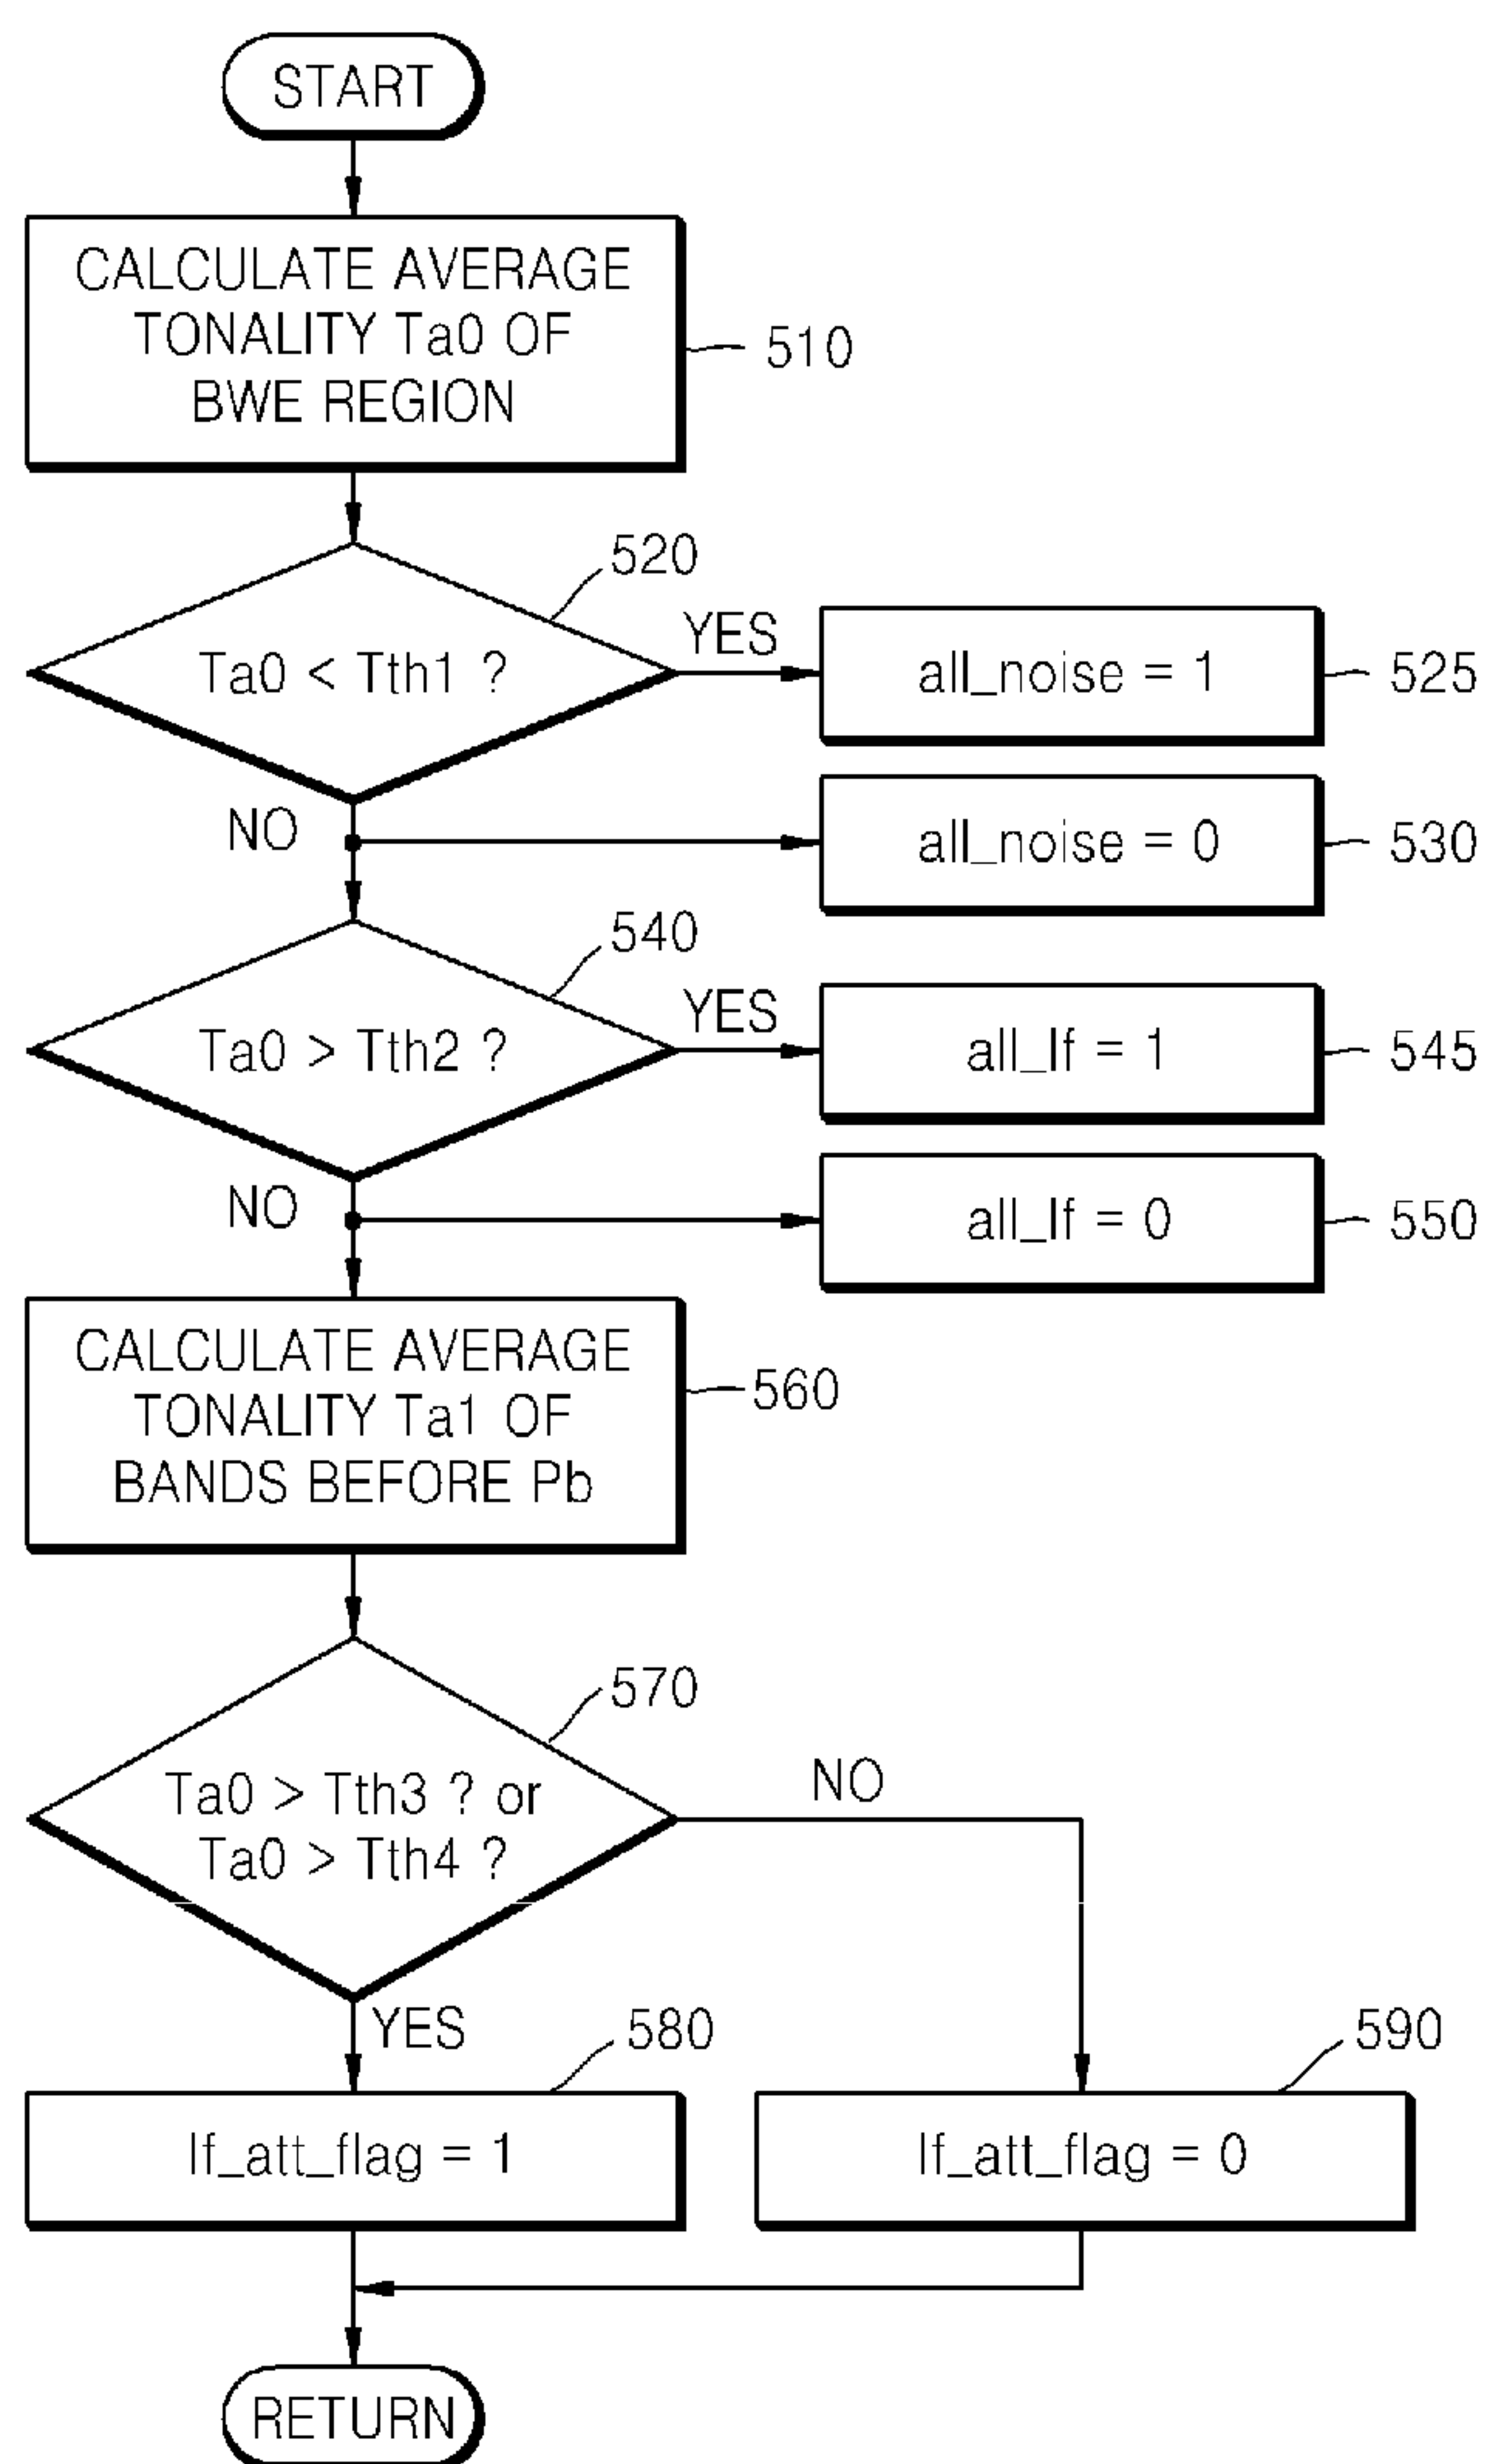 START
CALCULATE AVERAGE
TONALITY Ta0 OF
BWE REGION
510
520
Ta0 < Tth1 ?
YES
all_noise = 1
525
NO
all_noise = 0
530
540
Ta0 > Tth2 ?
YES
all_lf = 1
545
NO
all_lf = 0
550
CALCULATE AVERAGE
TONALITY Ta1 OF
BANDS BEFORE Pb
560
570
Ta0 > Tth3 ? or
Ta0 > Tth4 ?
NO
YES
580
590
lf_att_flag = 1
lf_att_flag = 0
RETURN